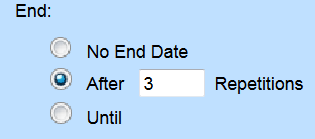 End:
No End Date
After 3 Repetitions
Until